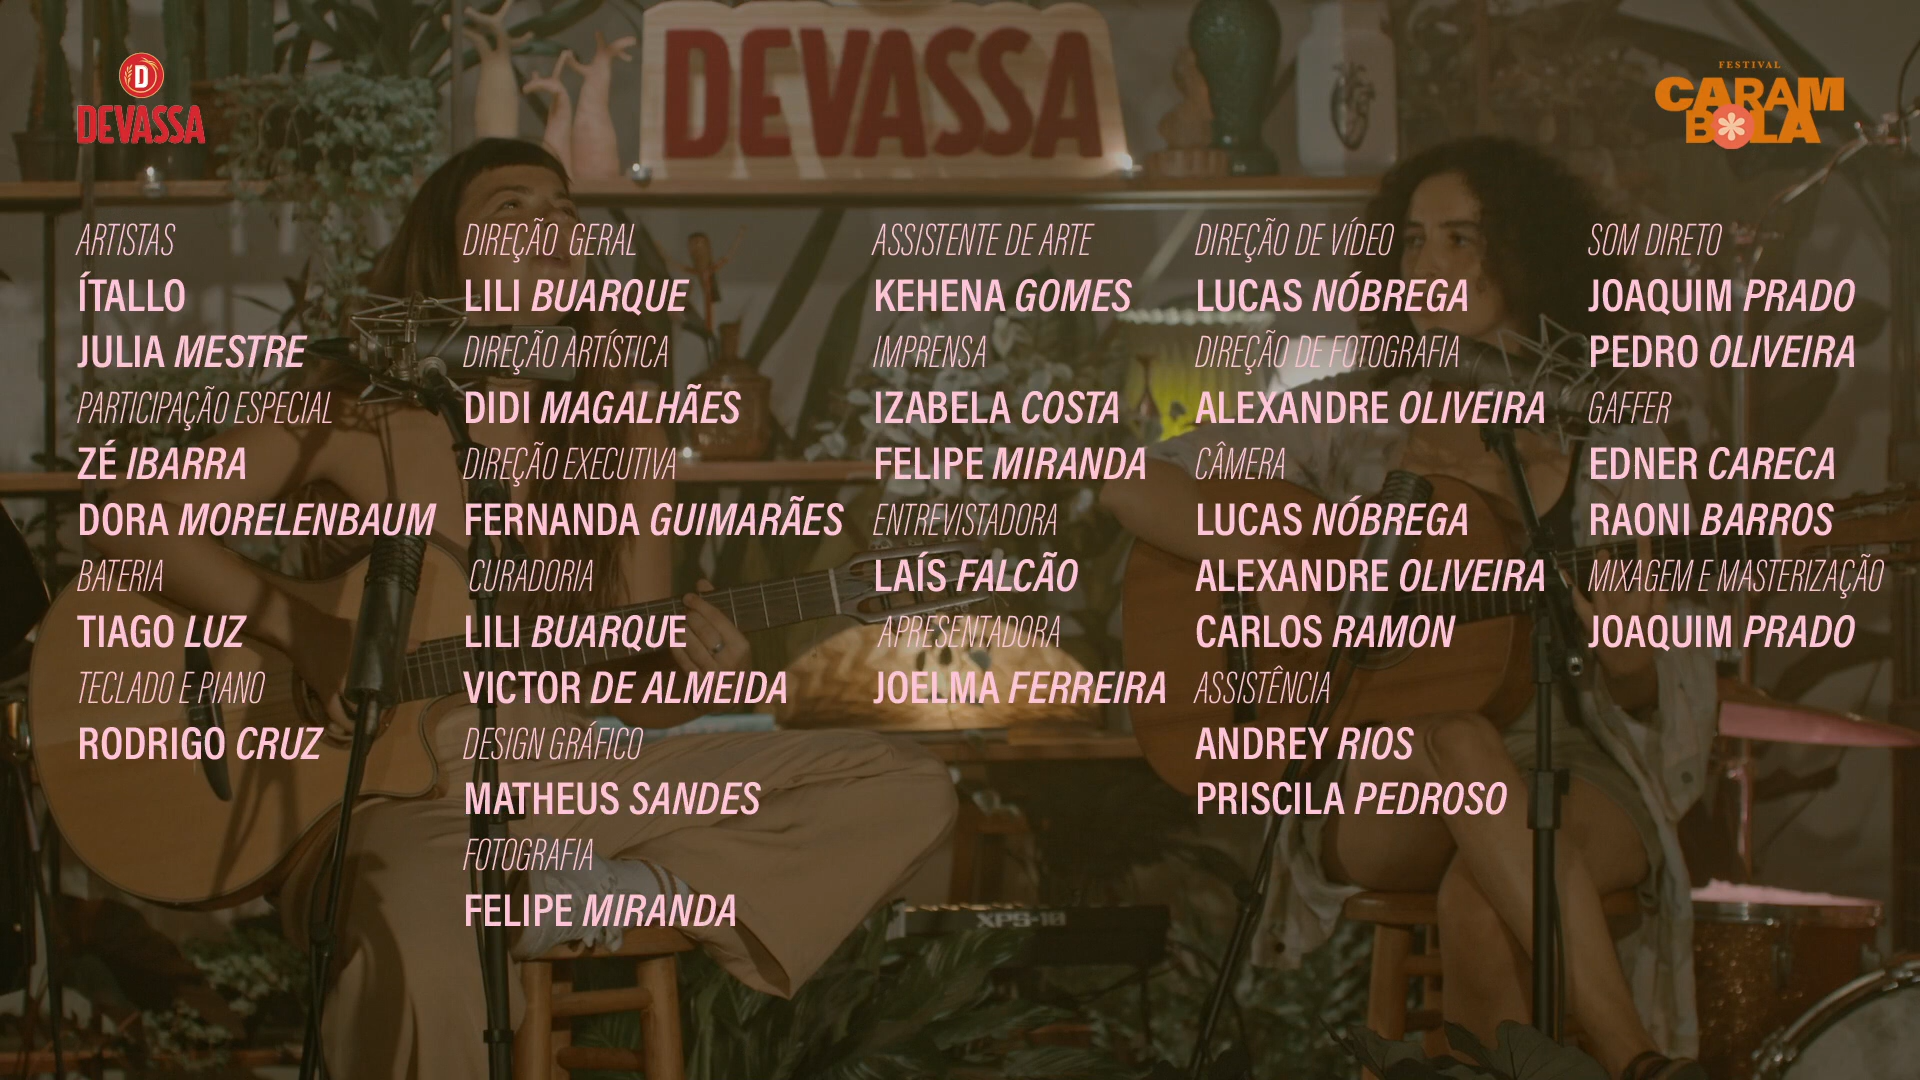 DEVASSA
D
DEVASSA
FESTIVAL
CARAM
BOLA
ARTISTAS
ÍTALLO
JULIA MESTRE
PARTICIPAÇÃO ESPECIAL
ZÉ IBARRA
DORA MORELENBAUM
BATERIA
TIAGO LUZ
TECLADO E PIANO
RODRIGO CRUZ
DIREÇÃO GERAL
LILI BUARQUE
DIREÇÃO ARTÍSTICA
DIDI MAGALHÃES
DIREÇÃO EXECUTIVA
FERNANDA GUIMARÃES
CURADORIA
LILI BUARQUE
VICTOR DE ALMEIDA
DESIGN GRÁFICO
MATHEUS SANDES
FOTOGRAFIA
FELIPE MIRANDA
ASSISTENTE DE ARTE
KEHENA GOMES
IMPRENSA
IZABELA COSTA
FELIPE MIRANDA
ENTREVISTADORA
LAÍS FALCÃO
APRESENTADORA
JOELMA FERREIRA
DIREÇÃO DE VÍDEO
LUCAS NÓBREGA
DIREÇÃO DE FOTOGRAFIA
ALEXANDRE OLIVEIRA
CÂMERA
LUCAS NÓBREGA
ALEXANDRE OLIVEIRA
CARLOS RAMON
ASSISTÊNCIA
ANDREY RIOS
PRISCILA PEDROSO
SOM DIRETO
JOAQUIM PRADO
PEDRO OLIVEIRA
GAFFER
EDNER CARECA
RAONI BARROS
MIXAGEM E MASTERIZAÇÃO
JOAQUIM PRADO
XPS-10